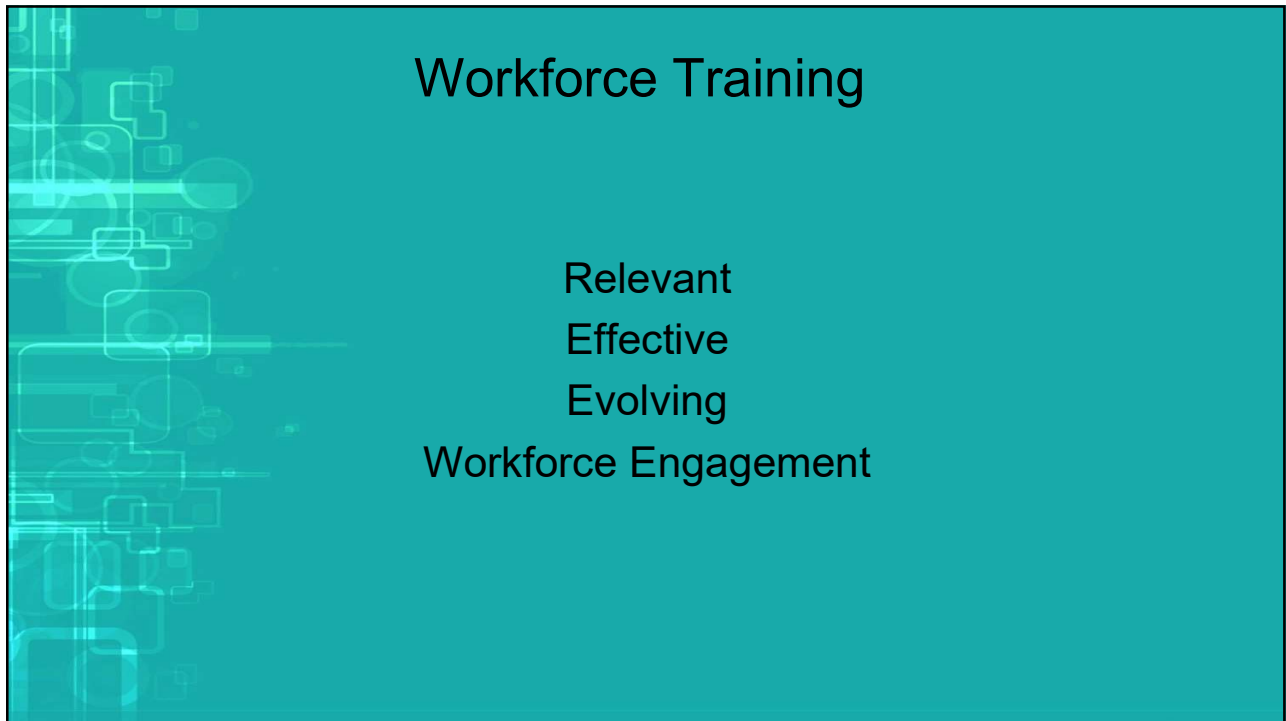 Workforce Training
Relevant
Effective
Evolving
Workforce Engagement